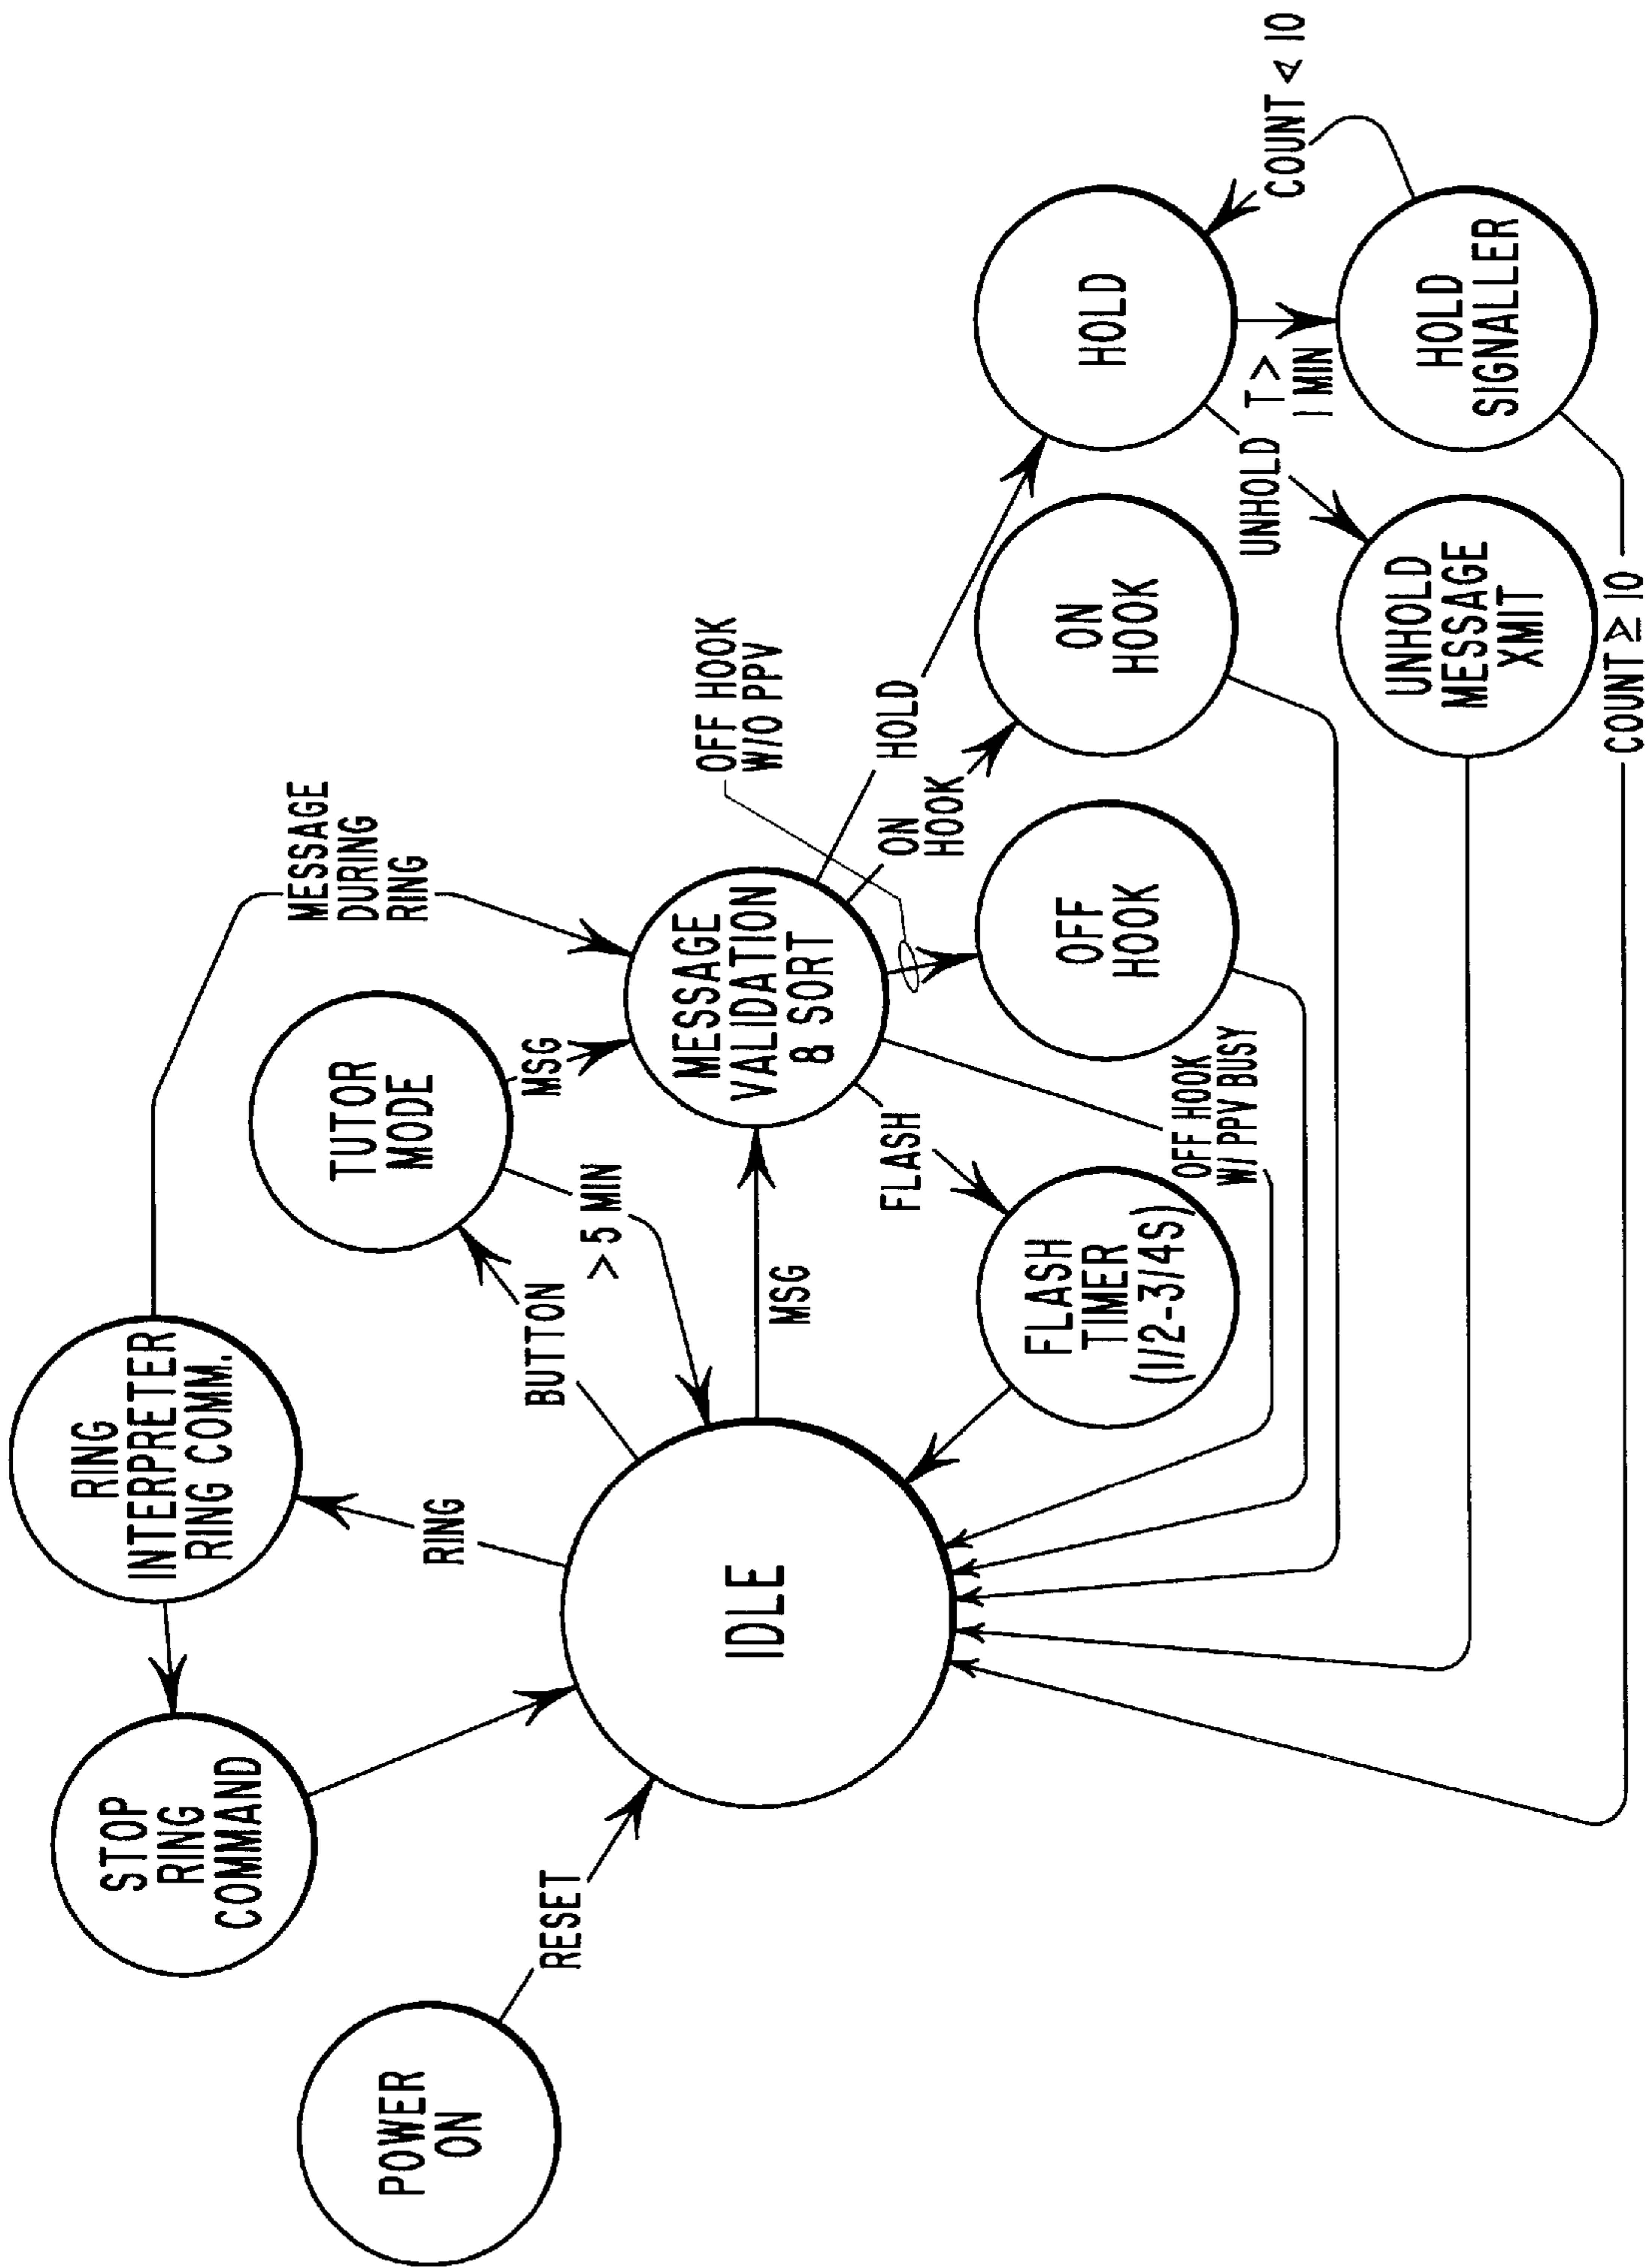 POWER
ON
RESET
STOP
RING
COMMAND
RING
INTERPRETER
RING COMM.
RING
IDLE
BUTTON
> 5 MIN
TUTOR
MODE
MSG
MSG
MESSAGE
DURING
RING
MESSAGE
VALIDATION
& SORT
FLASH
FLASH
TIMER
(1/2-3/4S)
OFF HOOK
W/ PPV BUSY
OFF HOOK
W/O PPV
OFF
HOOK
ON
HOOK
ON
HOOK
HOLD
HOLD
UNHOLD
T >
1 MIN
UNHOLD
MESSAGE
XMIT
HOLD
SIGNALLER
COUNT < 10
COUNT ≥ 10